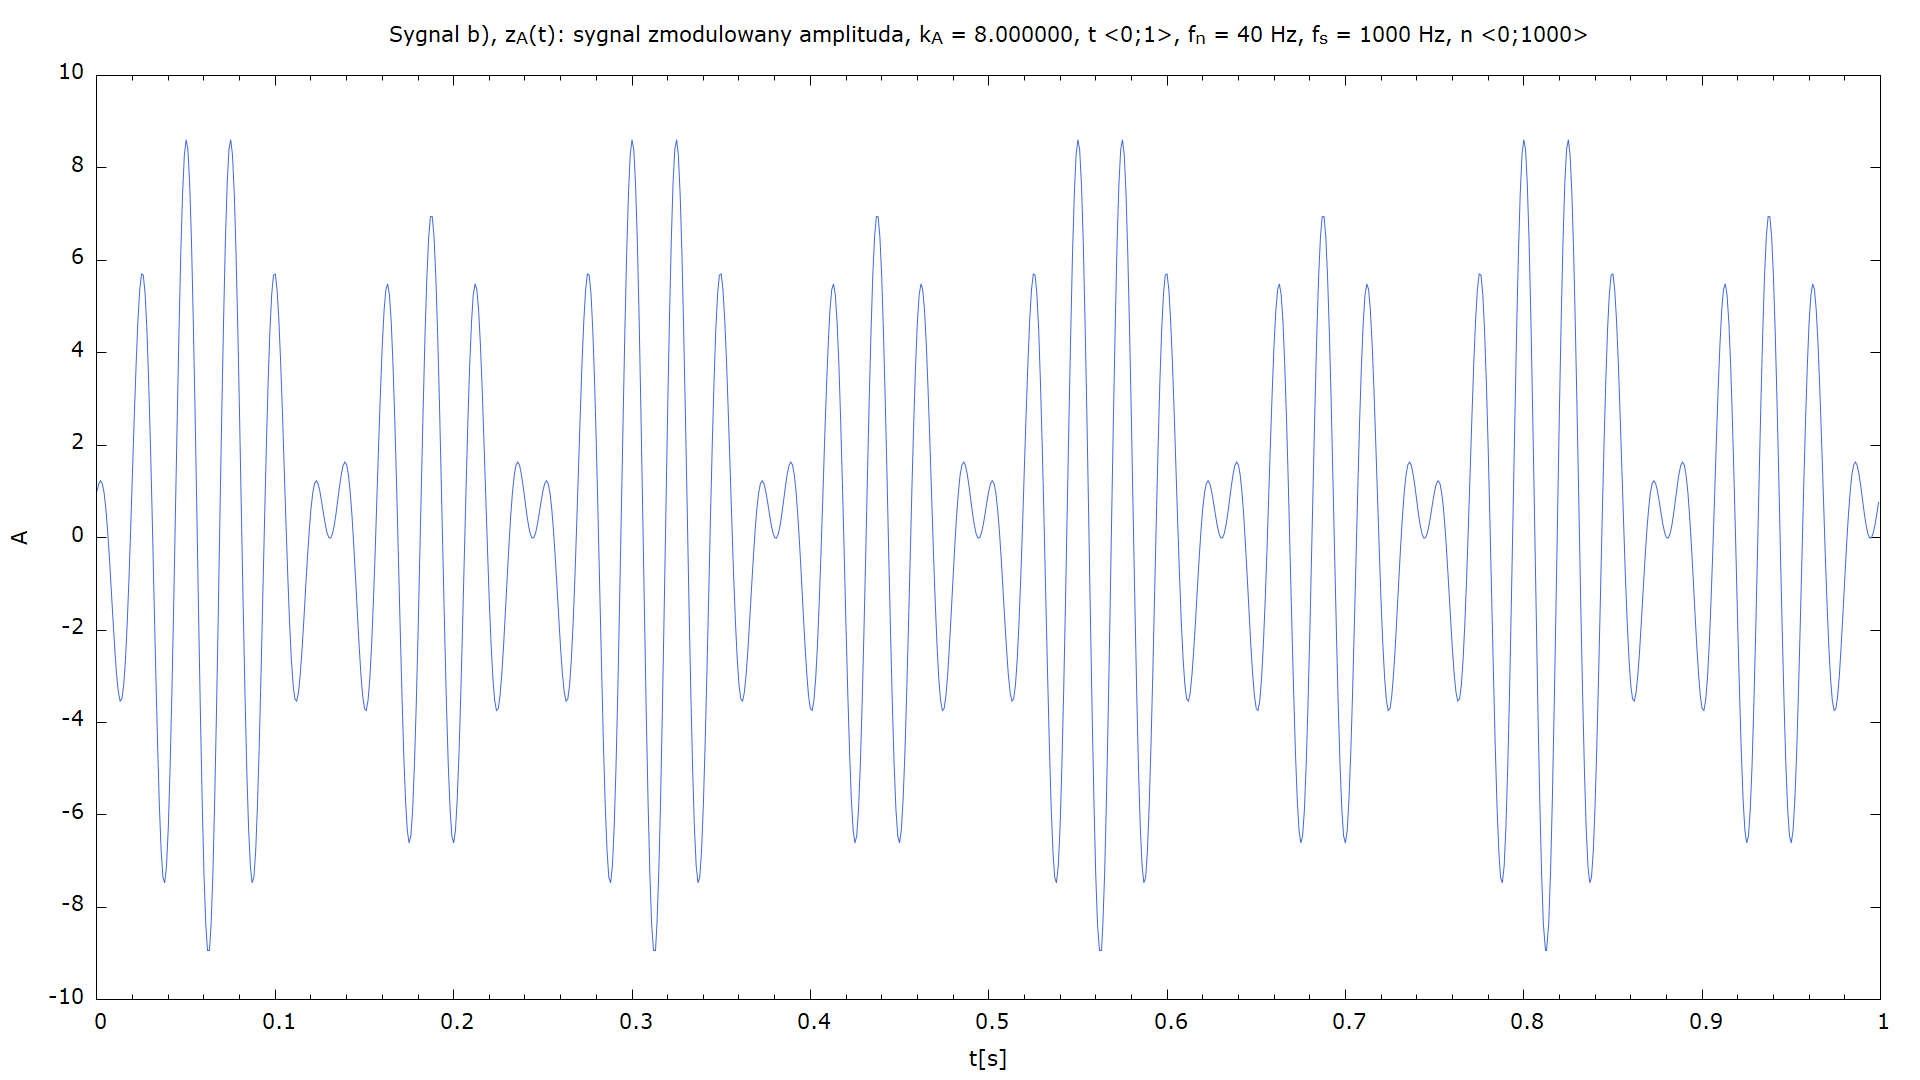 Sygnal b), zA(t): sygnal zmodulowany amplituda, kA = 8.000000, t <0;1>, fn = 40 Hz, fs = 1000 Hz, n <0;1000>
10
8
6
4
2
0
-2
-4
-6
-8
-10
A
0 0.1 0.2 0.3 0.4 0.5 0.6 0.7 0.8 0.9 1
t[s]